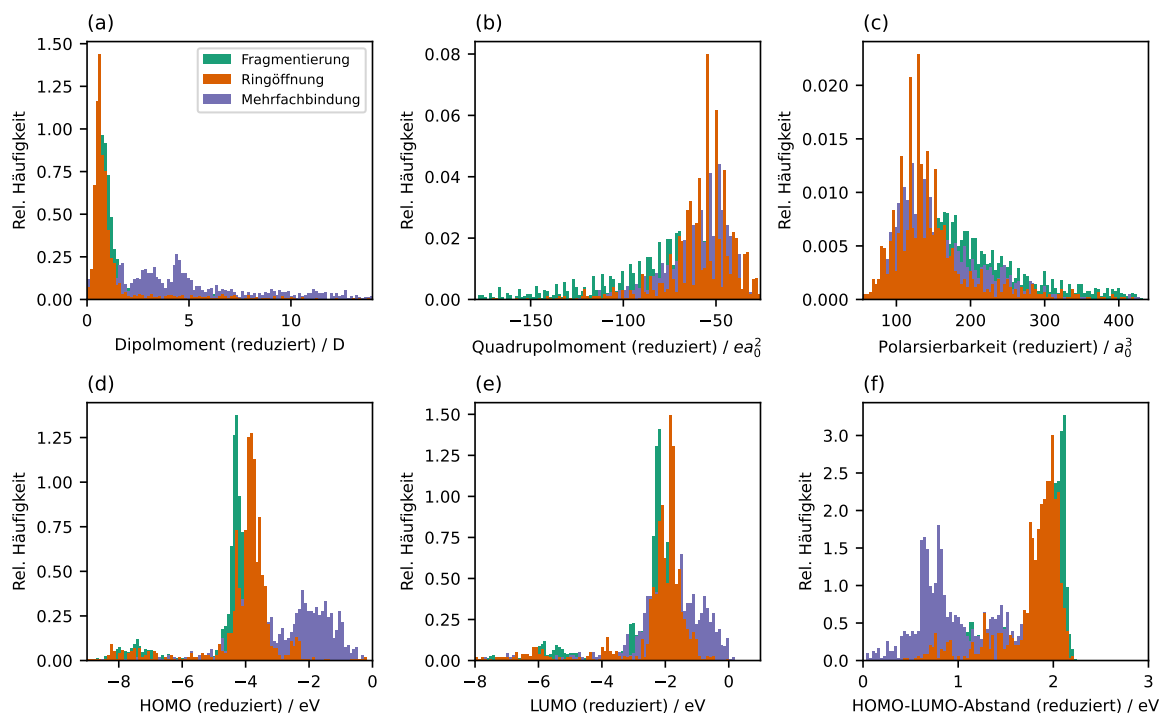 (a)
Rel. Häufigkeit
1.50
1.25
1.00
0.75
0.50
0.25
0.00
0
5
10
Dipolmoment (reduziert) / D
Fragmentierung
Ringöffnung
Mehrfachbindung
(b)
Rel. Häufigkeit
0.08
0.06
0.04
0.02
0.00
−150
−100
−50
Quadrupolmoment (reduziert) / ea₀²
(c)
Rel. Häufigkeit
0.020
0.015
0.010
0.005
0.000
100
200
300
400
Polarsierbarkeit (reduziert) / a₀³
(d)
Rel. Häufigkeit
1.25
1.00
0.75
0.50
0.25
0.00
−8
−6
−4
−2
0
HOMO (reduziert) / eV
(e)
Rel. Häufigkeit
1.50
1.25
1.00
0.75
0.50
0.25
0.00
−8
−6
−4
−2
0
LUMO (reduziert) / eV
(f)
Rel. Häufigkeit
3.0
2.5
2.0
1.5
1.0
0.5
0.0
0
1
2
3
HOMO-LUMO-Abstand (reduziert) / eV